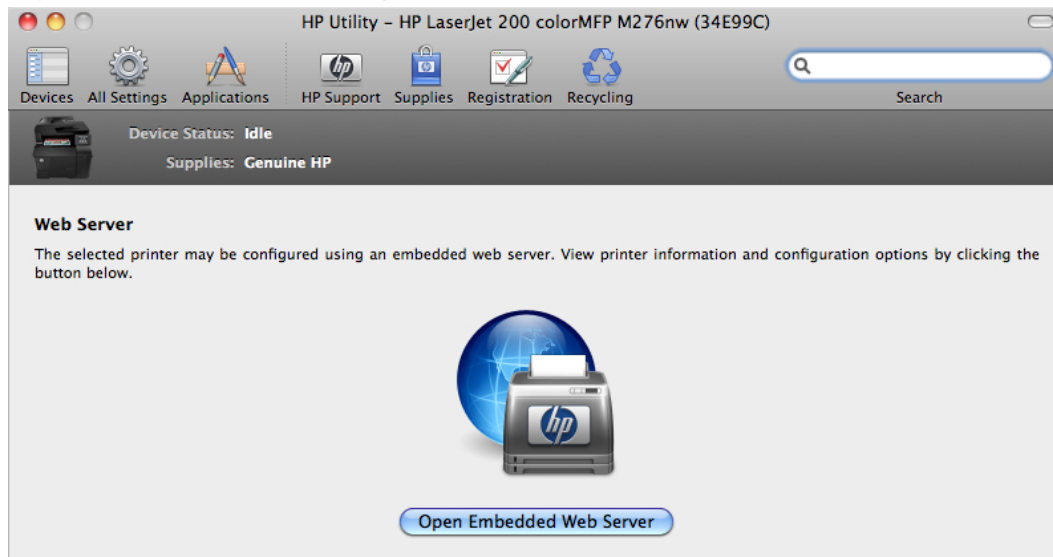 HP Utility – HP LaserJet 200 colorMFP M276nw (34E99C)
hp
Devices All Settings Applications HP Support Supplies Registration Recycling Search
Device Status: Idle
Supplies: Genuine HP
Web Server
The selected printer may be configured using an embedded web server. View printer information and configuration options by clicking the
button below.
hp
Open Embedded Web Server